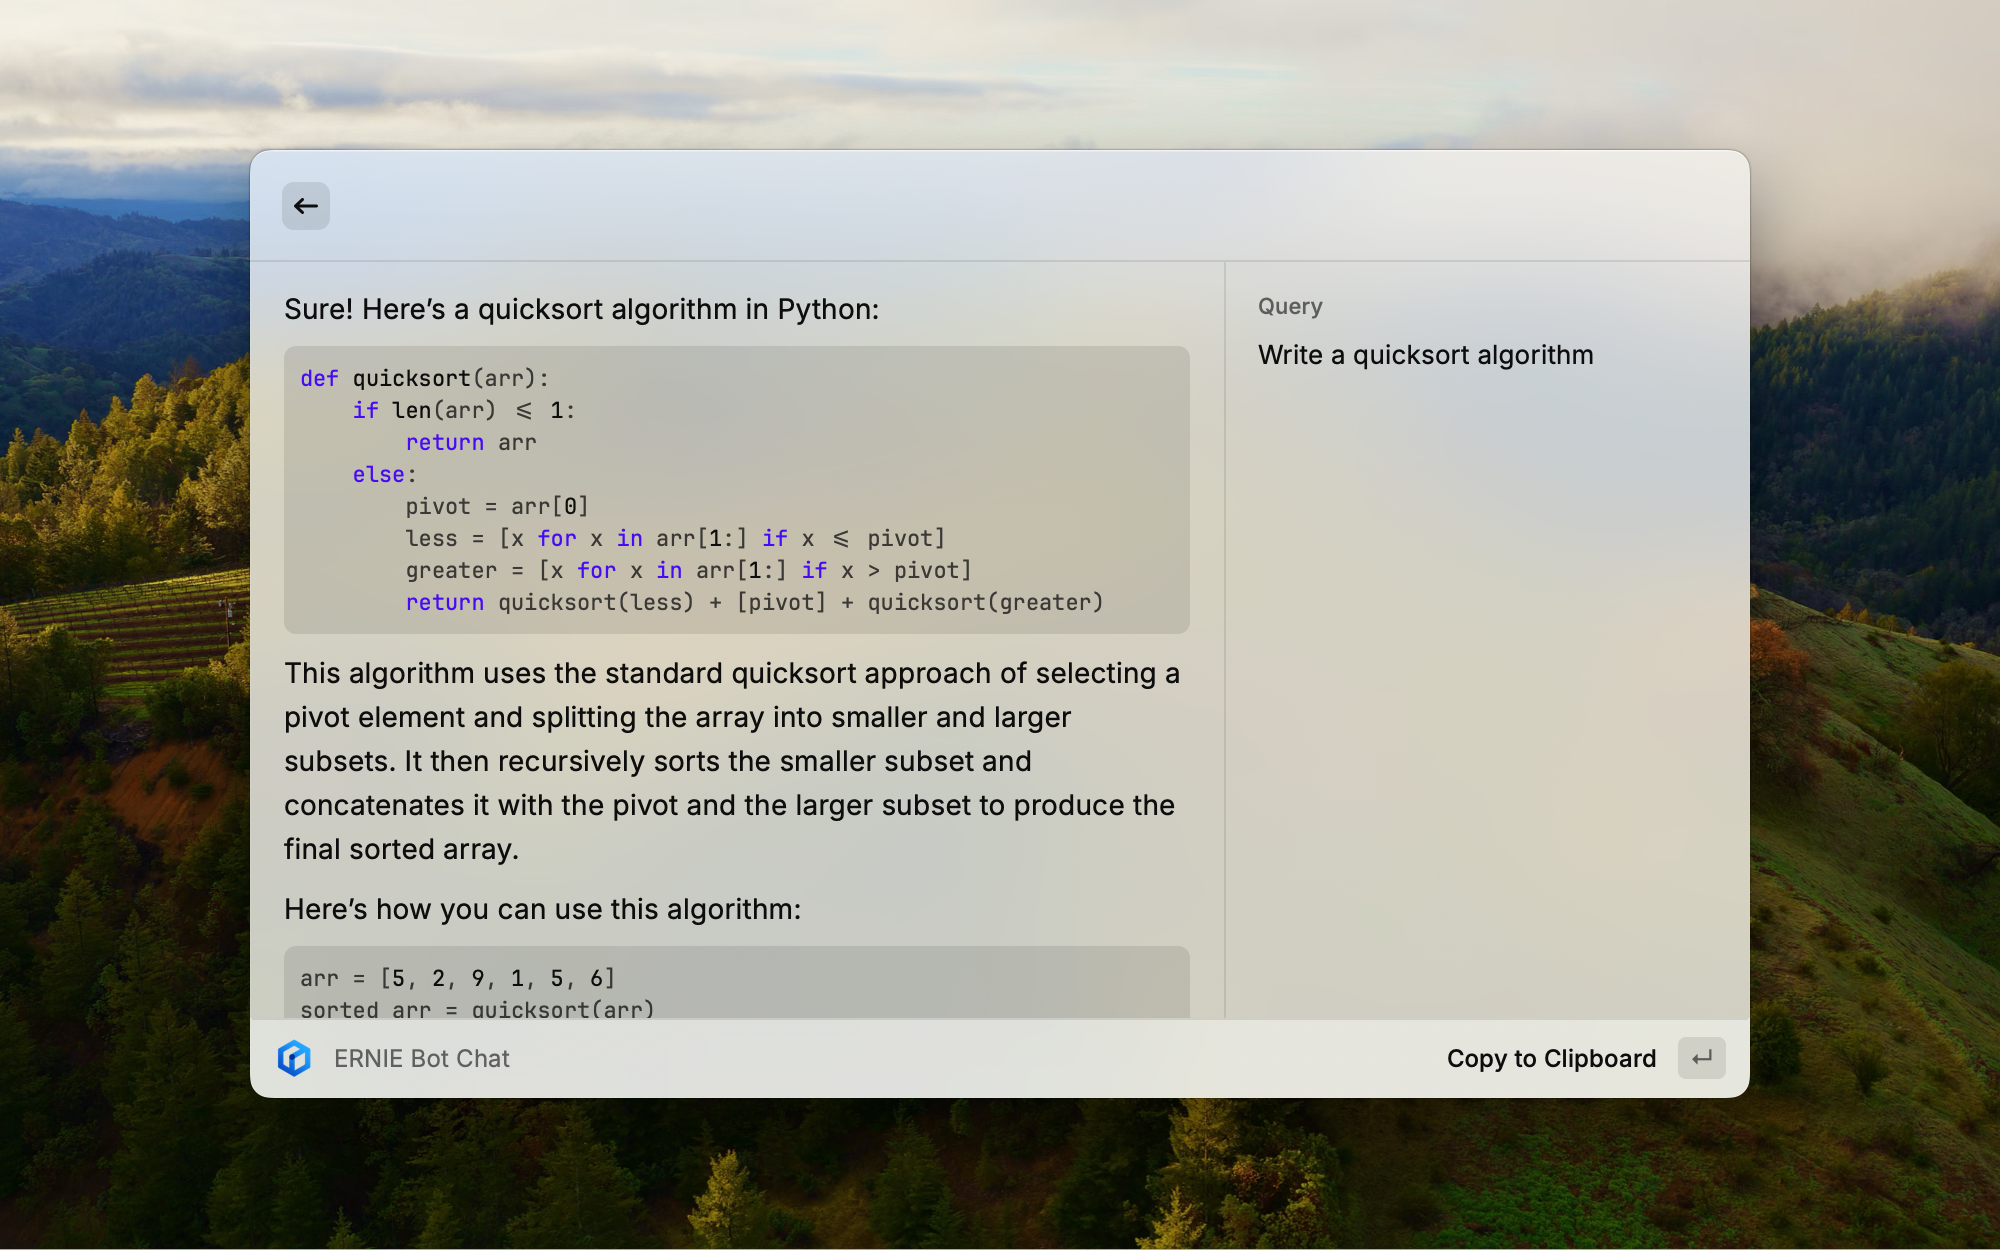 Sure! Here’s a quicksort algorithm in Python:
def quicksort(arr):
    if len(arr) <= 1:
        return arr
    else:
        pivot = arr[0]
        less = [x for x in arr[1:] if x <= pivot]
        greater = [x for x in arr[1:] if x > pivot]
        return quicksort(less) + [pivot] + quicksort(greater)
This algorithm uses the standard quicksort approach of selecting a
pivot element and splitting the array into smaller and larger
subsets. It then recursively sorts the smaller subset and
concatenates it with the pivot and the larger subset to produce the
final sorted array.
Here’s how you can use this algorithm:
arr = [5, 2, 9, 1, 5, 6]
sorted_arr = quicksort(arr)
Query
Write a quicksort algorithm
ERNIE Bot Chat
Copy to Clipboard